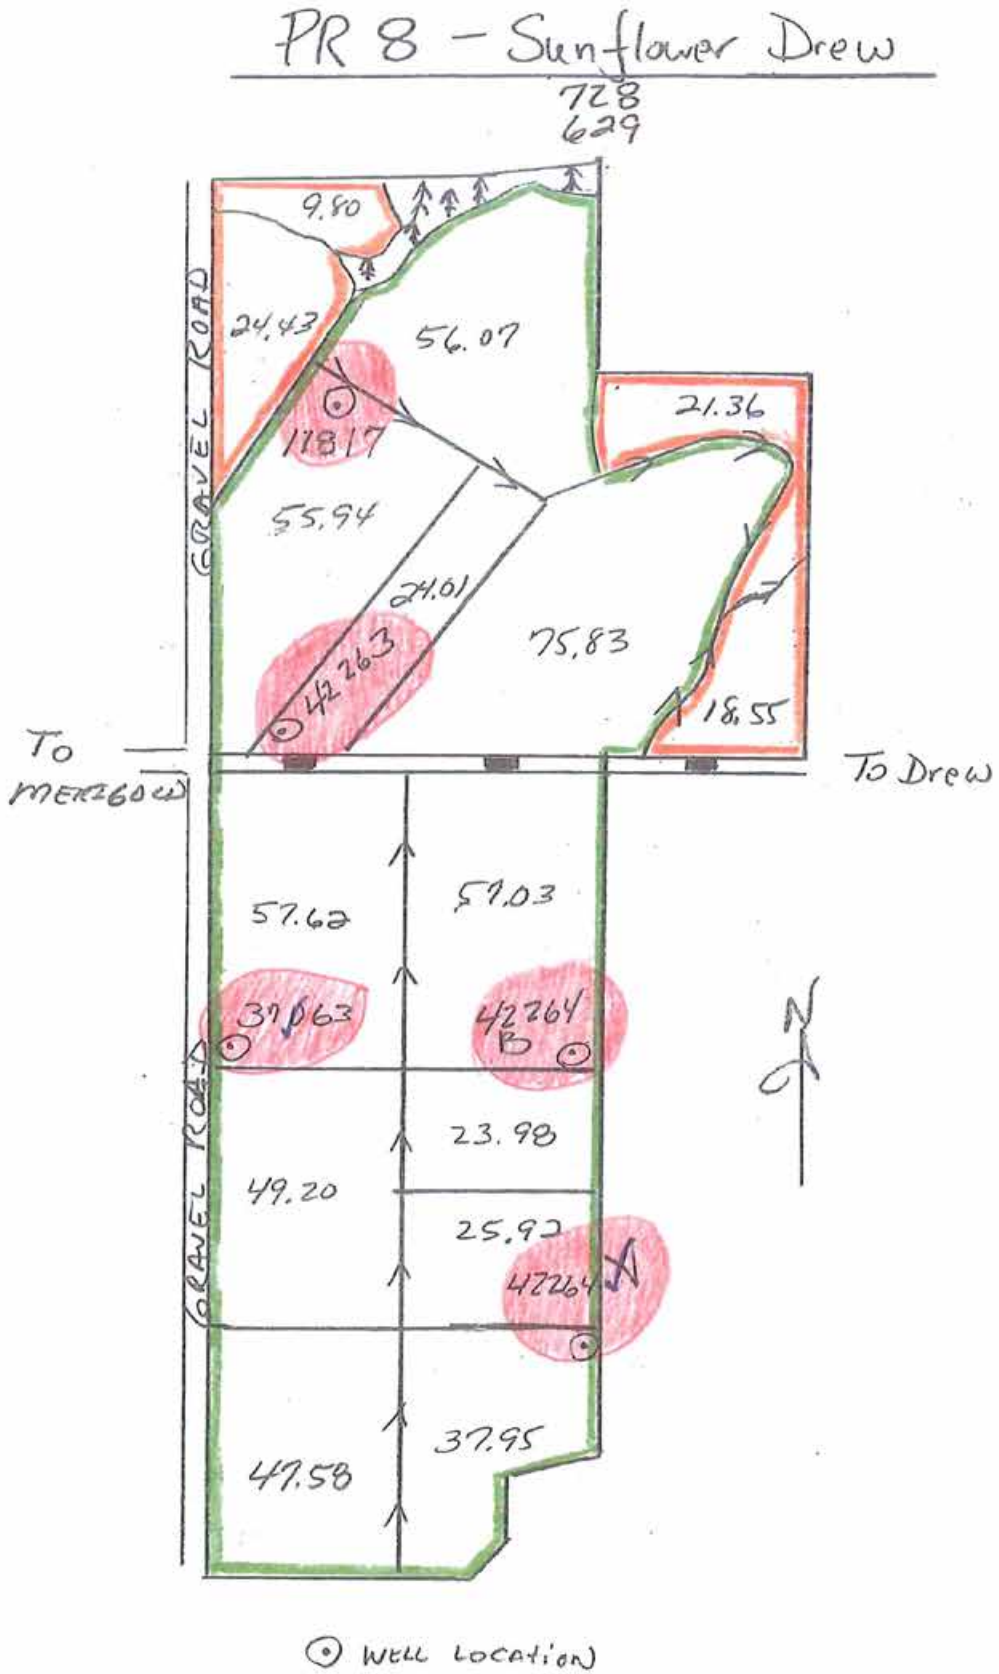 PR 8 - Sunflower Drew
728
629
9.80
24.43
56.07
GRAVEL ROAD
21.36
11817
55.94
24.01
42263
75.83
18.55
To
MERIGOLD
To Drew
57.62
57.03
37063
42264
B
N
GRAVEL ROAD
23.98
49.20
25.92
42264 A
37.95
47.58
WELL LOCATION